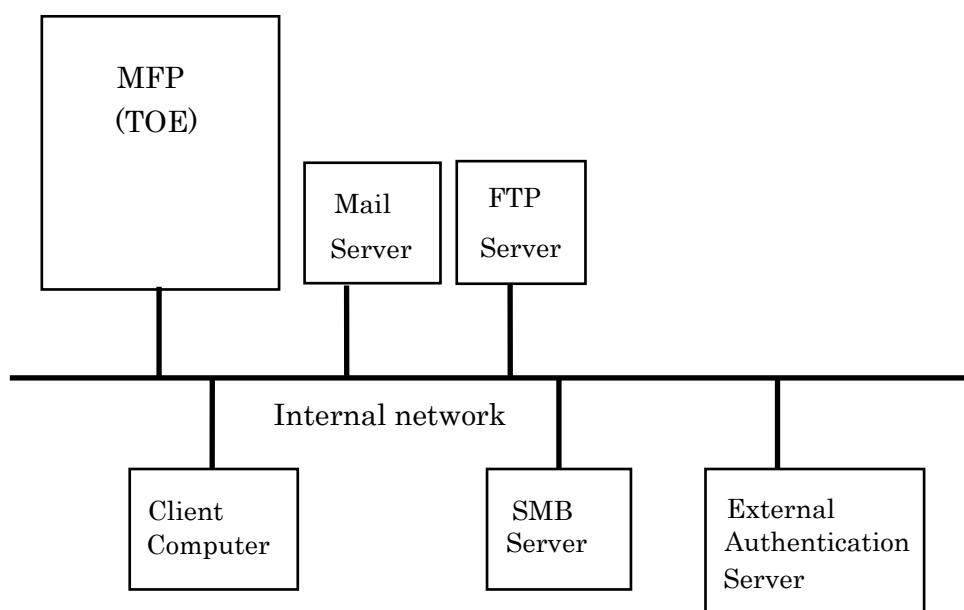 MFP
(TOE)
Mail
Server
FTP
Server
Internal network
Client
Computer
SMB
Server
External
Authentication
Server